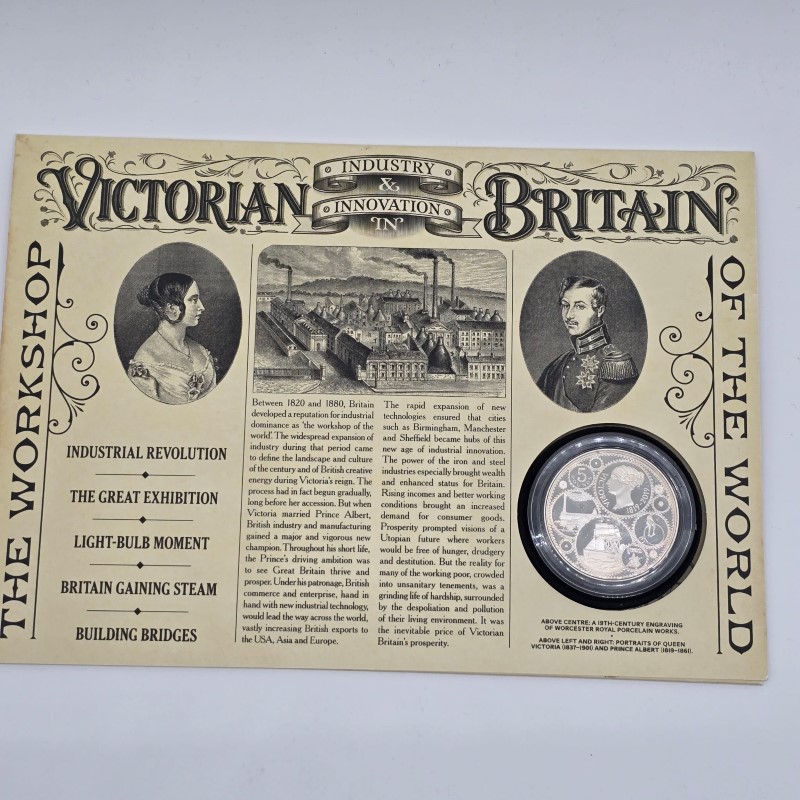 VICTORIAN
INDUSTRY
&
INNOVATION
IN
BRITAIN
THE WORKSHOP
OF THE WORLD
INDUSTRIAL REVOLUTION
THE GREAT EXHIBITION
LIGHT-BULB MOMENT
BRITAIN GAINING STEAM
BUILDING BRIDGES
Between 1820 and 1880, Britain
developed a reputation for industrial
dominance as 'the workshop of the
world'. The widespread expansion of
industry during that period came
to define the landscape and culture
of the century and of British creative
energy during Victoria's reign. The
process had in fact begun gradually,
long before her accession. But when
Victoria married Prince Albert,
British industry and manufacturing
gained a major and vigorous new
champion. Throughout his short life,
the Prince's driving ambition was
to see Great Britain thrive and
prosper. Under his patronage, British
commerce and enterprise, hand in
hand with new industrial technology,
would lead the way across the world,
vastly increasing British exports to
the USA, Asia and Europe.
The rapid expansion of new
technologies ensured that cities
such as Birmingham, Manchester
and Sheffield became hubs of this
new age of industrial innovation.
The power of the iron and steel
industries especially brought wealth
and enhanced status for Britain.
Rising incomes and better working
conditions brought an increased
demand for consumer goods.
Prosperity prompted visions of a
Utopian future where workers
would be free of hunger, drudgery
and destitution. But the reality for
many of the working poor, crowded
into unsanitary tenements, was a
grinding life of hardship, surrounded
by the despoliation and pollution
of their living environment. It was
the inevitable price of Victorian
Britain's prosperity.
5
VICTORIA
1819-1901
ABOVE CENTRE: A 19TH-CENTURY ENGRAVING
OF WORCESTER ROYAL PORCELAIN WORKS.
ABOVE LEFT AND RIGHT: PORTRAITS OF QUEEN
VICTORIA (1837–1901) AND PRINCE ALBERT (1819–1861).